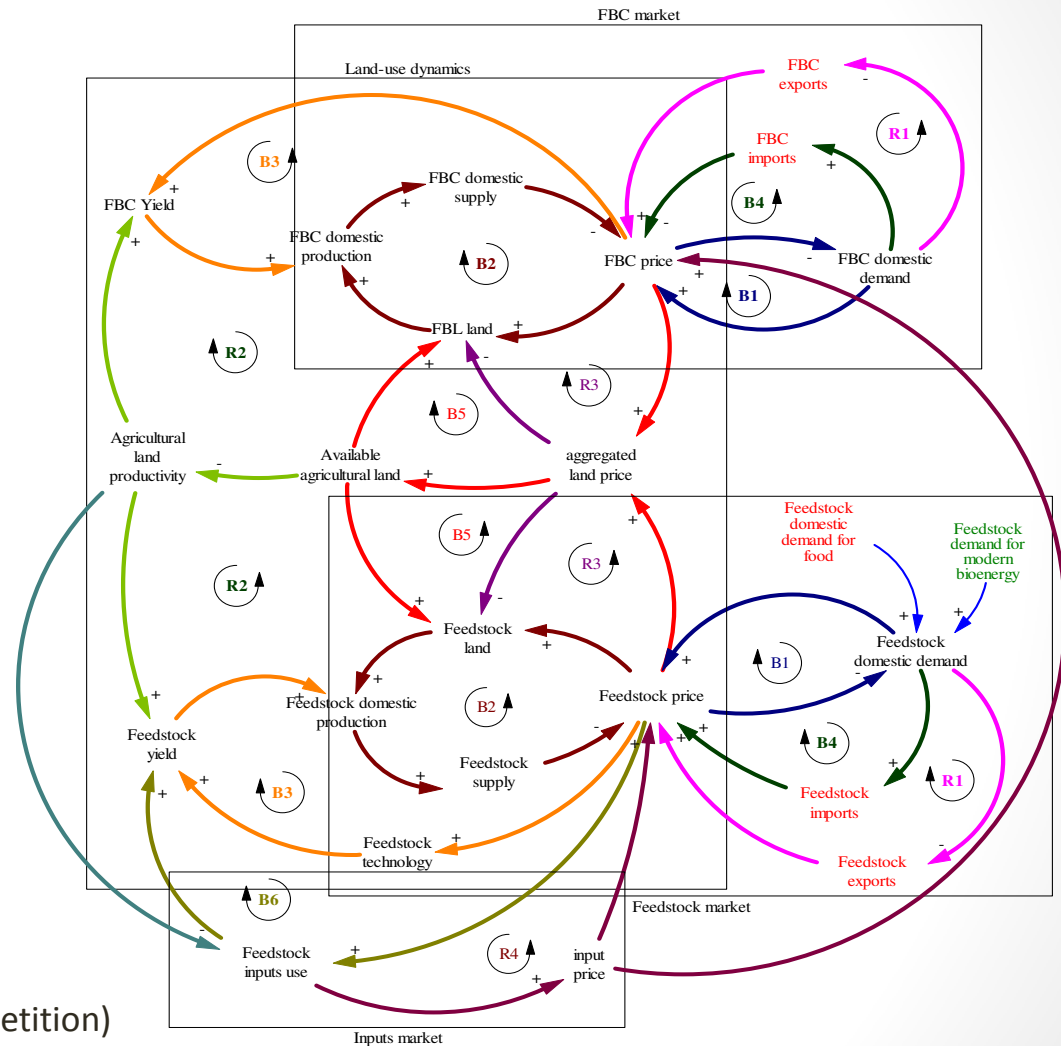 FBC market
Land-use dynamics
FBC
exports
-
R1
FBC
imports
+
B3
+
FBC domestic
supply
+
B4
FBC Yield
+
-
+
-
FBC domestic
production
+
B2
FBC price
-
FBC domestic
demand
+
+
B1
+
FBL land
+
-
R2
R3
+
B5
+
Agricultural
land
productivity
-
Available
agricultural land
+
aggregated
land price
+
B5
R3
Feedstock
domestic
demand for
food
Feedstock
demand for
modern
bioenergy
R2
+
-
+
+
Feedstock
land
+
Feedstock
domestic demand
+
B1
-
+
+
+
Feedstock domestic
production
B2
Feedstock price
Feedstock
yield
-
+
+
+
+
B4
Feedstock
supply
+
+
+
B3
+
Feedstock
imports
R1
Feedstock
technology
+
-
Feedstock
exports
B6
Feedstock market
-
Feedstock
inputs use
+
R4
+
input
price
etition)
Inputs market